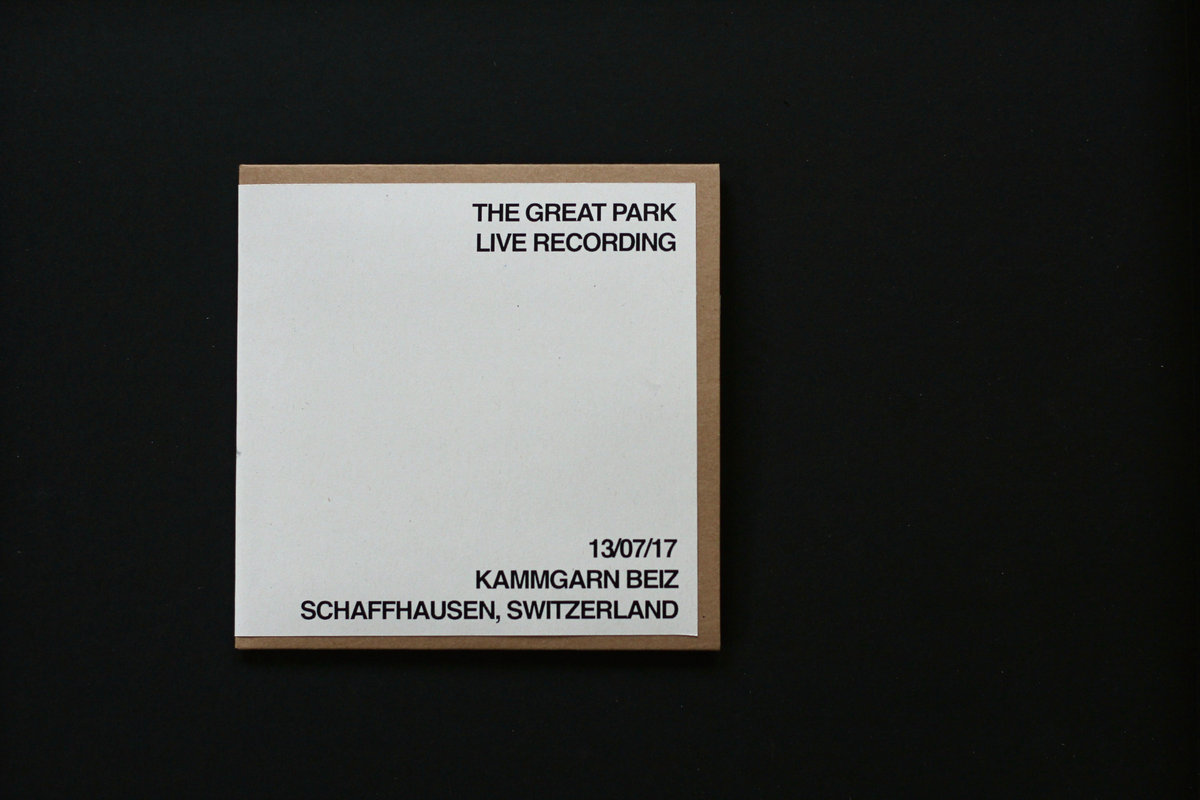 THE GREAT PARK
LIVE RECORDING
13/07/17
KAMMGARN BEIZ
SCHAFFHAUSEN, SWITZERLAND